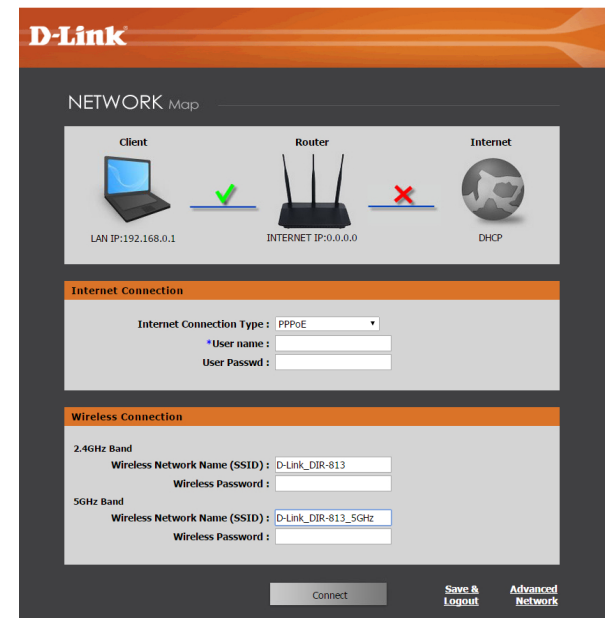 D-Link
NETWORK Map
Client Router Internet
LAN IP:192.168.0.1 INTERNET IP:0.0.0.0 DHCP
Internet Connection
Internet Connection Type : PPPoE
*User name :
User Passwd :
Wireless Connection
2.4GHz Band
Wireless Network Name (SSID) : D-Link_DIR-813
Wireless Password :
5GHz Band
Wireless Network Name (SSID) : D-Link_DIR-813_5GHz
Wireless Password :
Connect
Save & Logout
Advanced Network